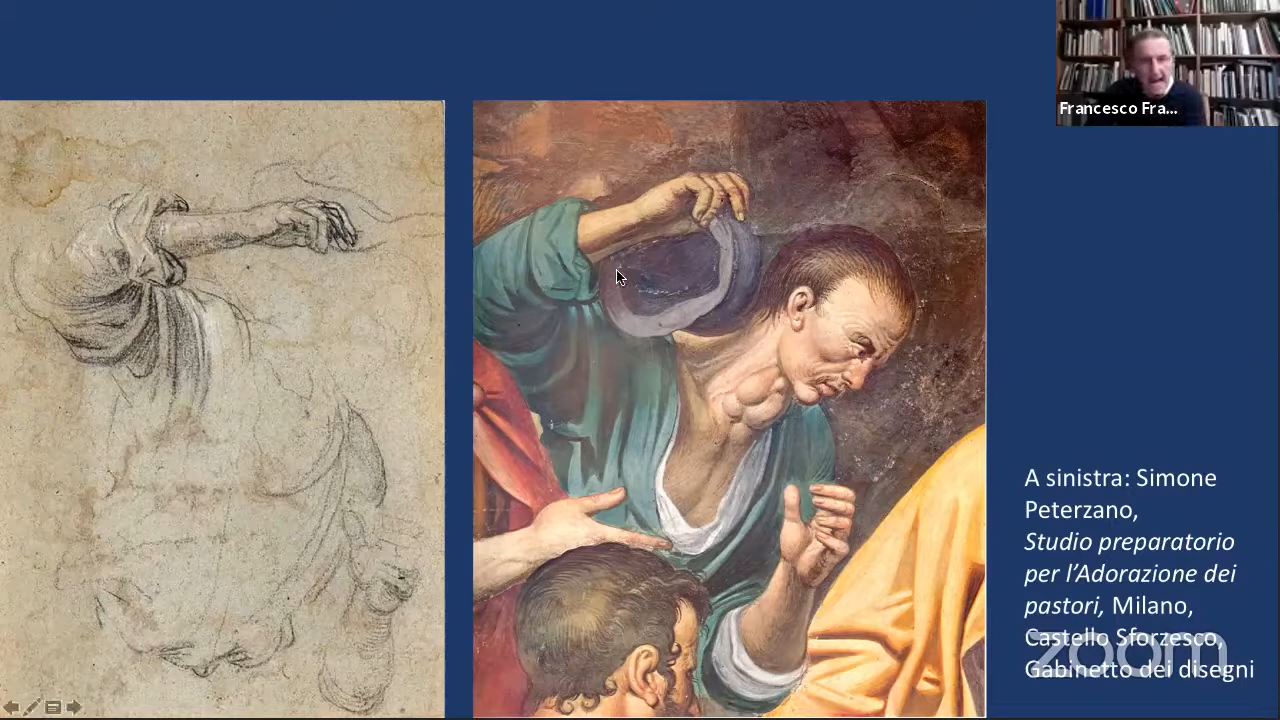 Francesco Fra...
A sinistra: Simone
Peterzano,
Studio preparatorio
per l'Adorazione dei
pastori, Milano,
Castello Sforzesco,
Gabinetto dei disegni
zoom